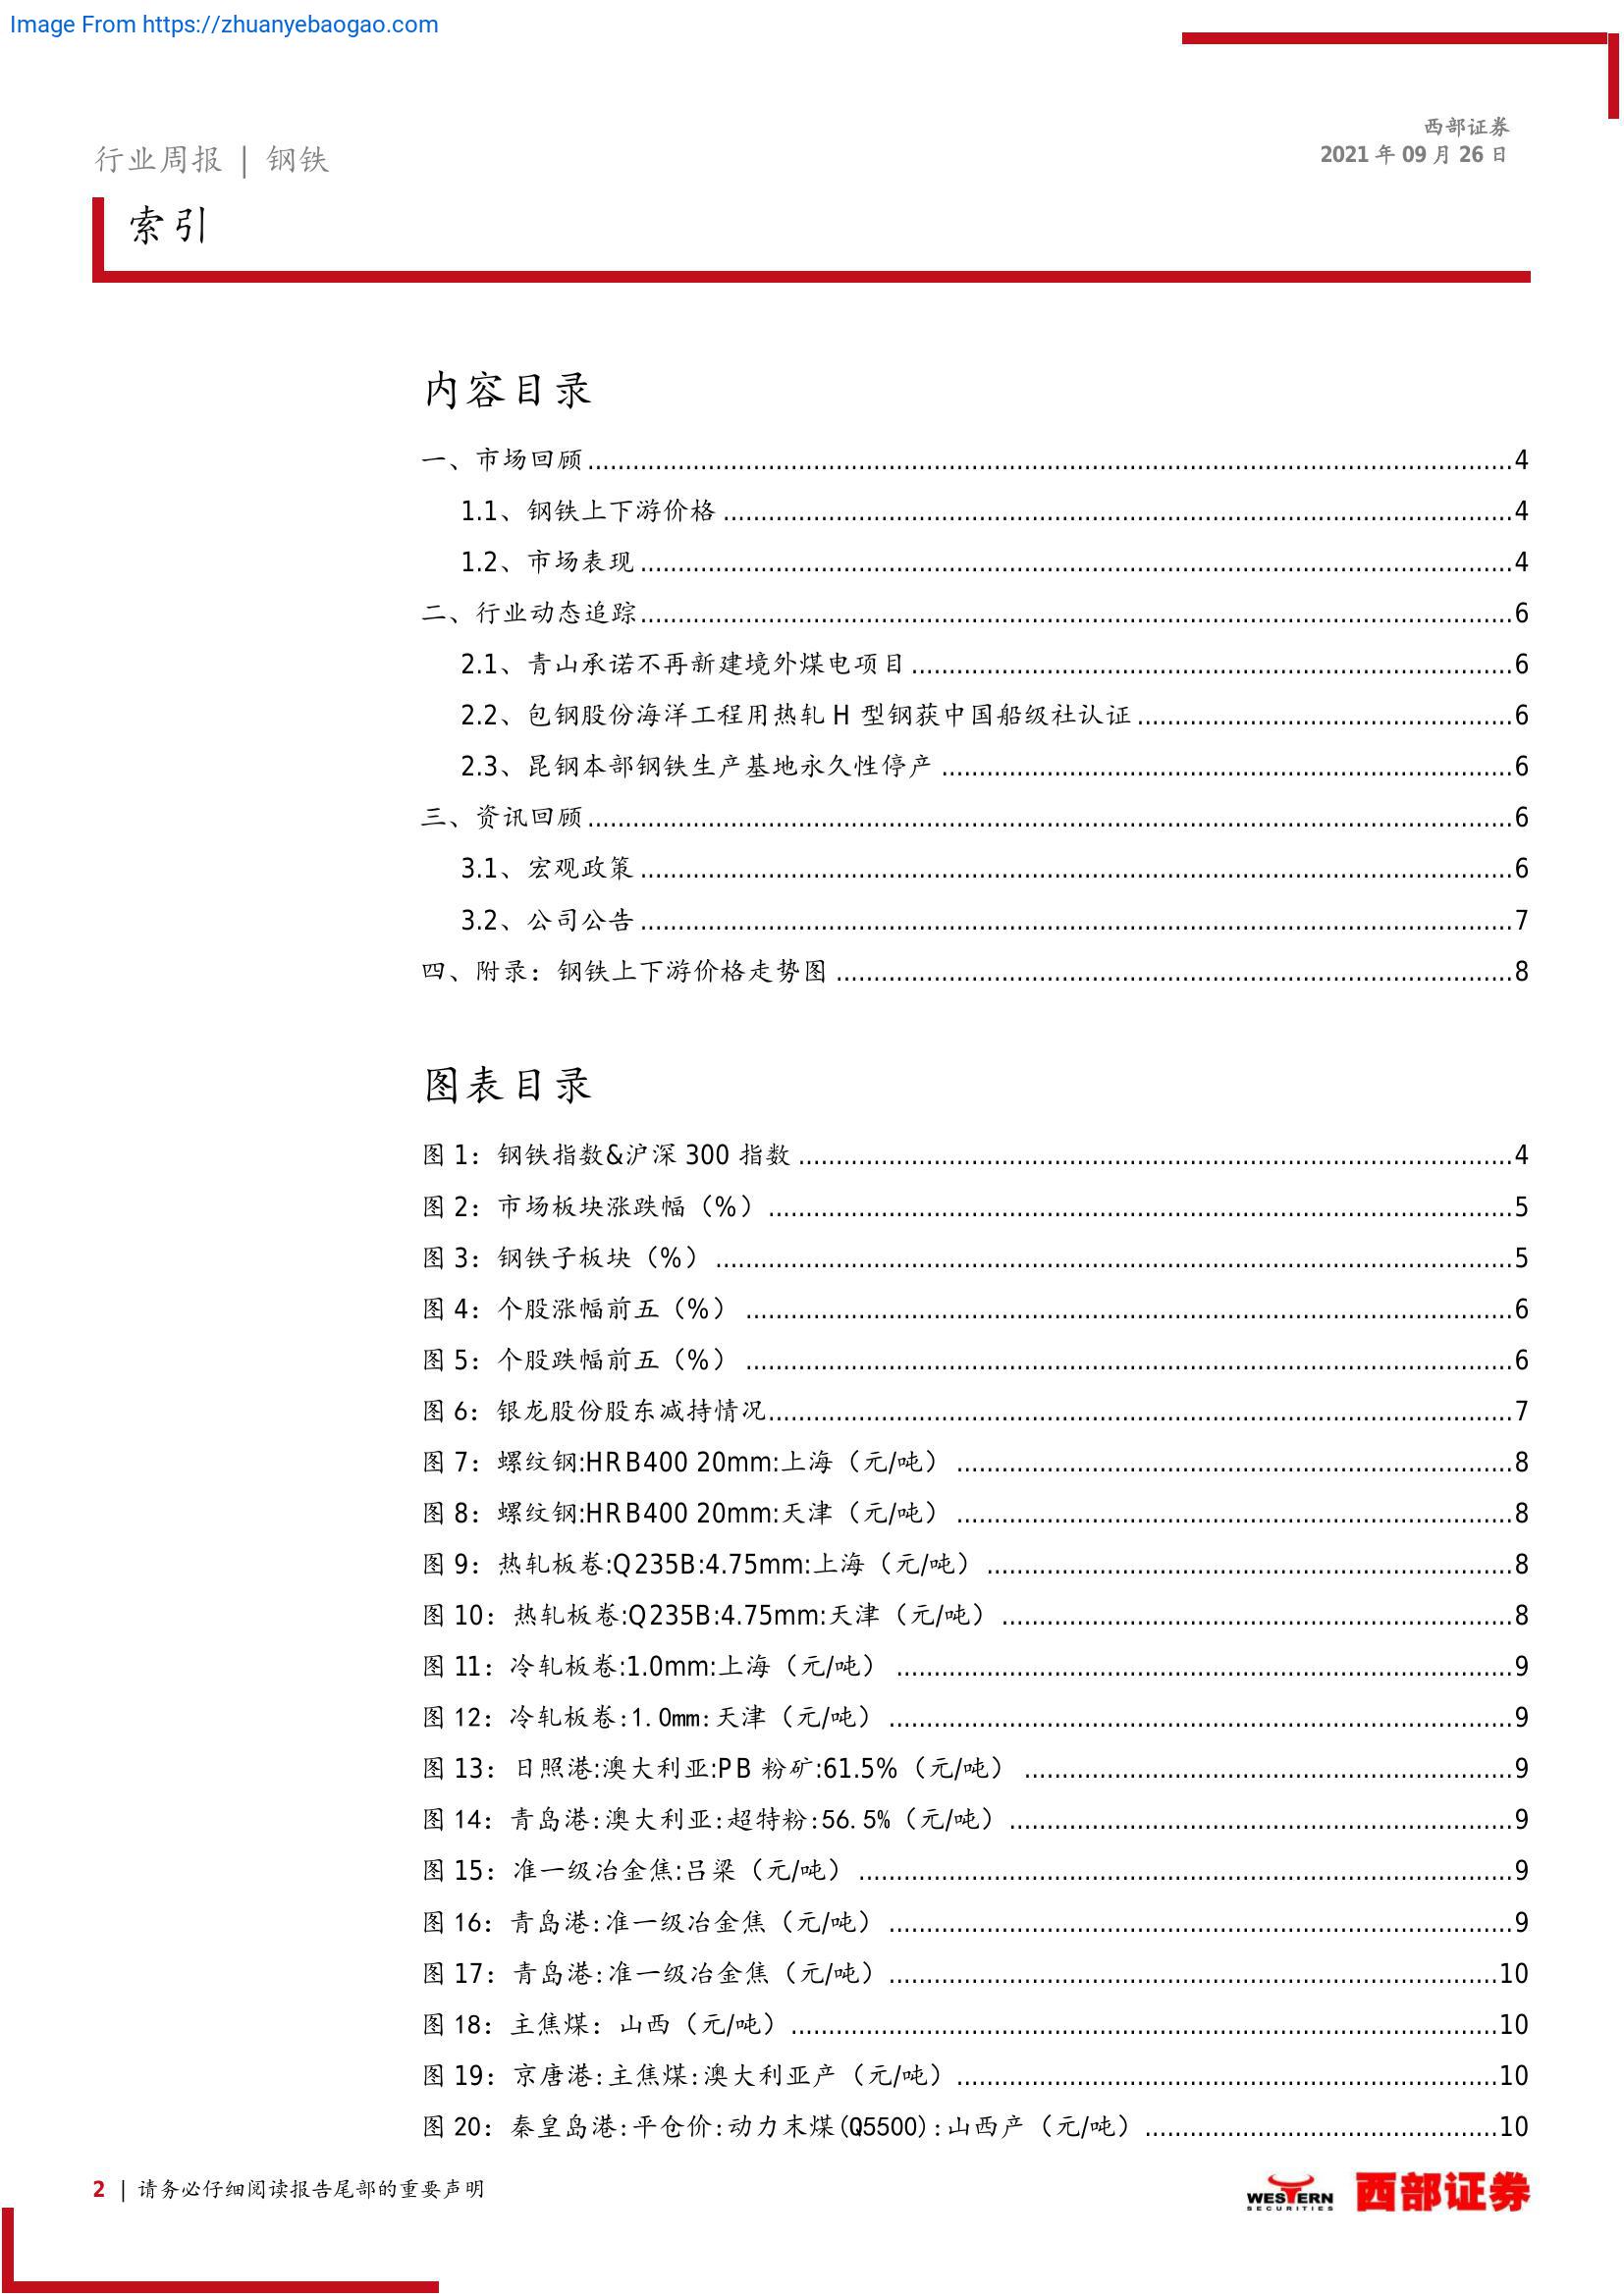 Image From https://zhuanyebaogao.com
西部证券
2021 年 09 月 26 日
行业周报 | 钢铁
索引
内容目录
一、市场回顾 4
1.1、钢铁上下游价格 4
1.2、市场表现 4
二、行业动态追踪 6
2.1、青山承诺不再新建境外煤电项目 6
2.2、包钢股份海洋工程用热轧 H 型钢获中国船级社认证 6
2.3、昆钢本部钢铁生产基地永久性停产 6
三、资讯回顾 6
3.1、宏观政策 6
3.2、公司公告 7
四、附录：钢铁上下游价格走势图 8
图表目录
图 1：钢铁指数&沪深 300 指数 4
图 2：市场板块涨跌幅（%） 5
图 3：钢铁子板块（%） 5
图 4：个股涨幅前五（%） 6
图 5：个股跌幅前五（%） 6
图 6：银龙股份股东减持情况 7
图 7：螺纹钢:HRB400 20mm:上海（元/吨） 8
图 8：螺纹钢:HRB400 20mm:天津（元/吨） 8
图 9：热轧板卷:Q235B:4.75mm:上海（元/吨） 8
图 10：热轧板卷:Q235B:4.75mm:天津（元/吨） 8
图 11：冷轧板卷:1.0mm:上海（元/吨） 9
图 12：冷轧板卷:1.0mm:天津（元/吨） 9
图 13：日照港:澳大利亚:PB 粉矿:61.5%（元/吨） 9
图 14：青岛港:澳大利亚:超特粉:56.5%（元/吨） 9
图 15：准一级冶金焦:吕梁（元/吨） 9
图 16：青岛港:准一级冶金焦（元/吨） 9
图 17：青岛港:准一级冶金焦（元/吨） 10
图 18：主焦煤：山西（元/吨） 10
图 19：京唐港:主焦煤:澳大利亚产（元/吨） 10
图 20：秦皇岛港:平仓价:动力末煤(Q5500):山西产（元/吨） 10
2 | 请务必仔细阅读报告尾部的重要声明
WESTERN
SECURITIES
西部证券